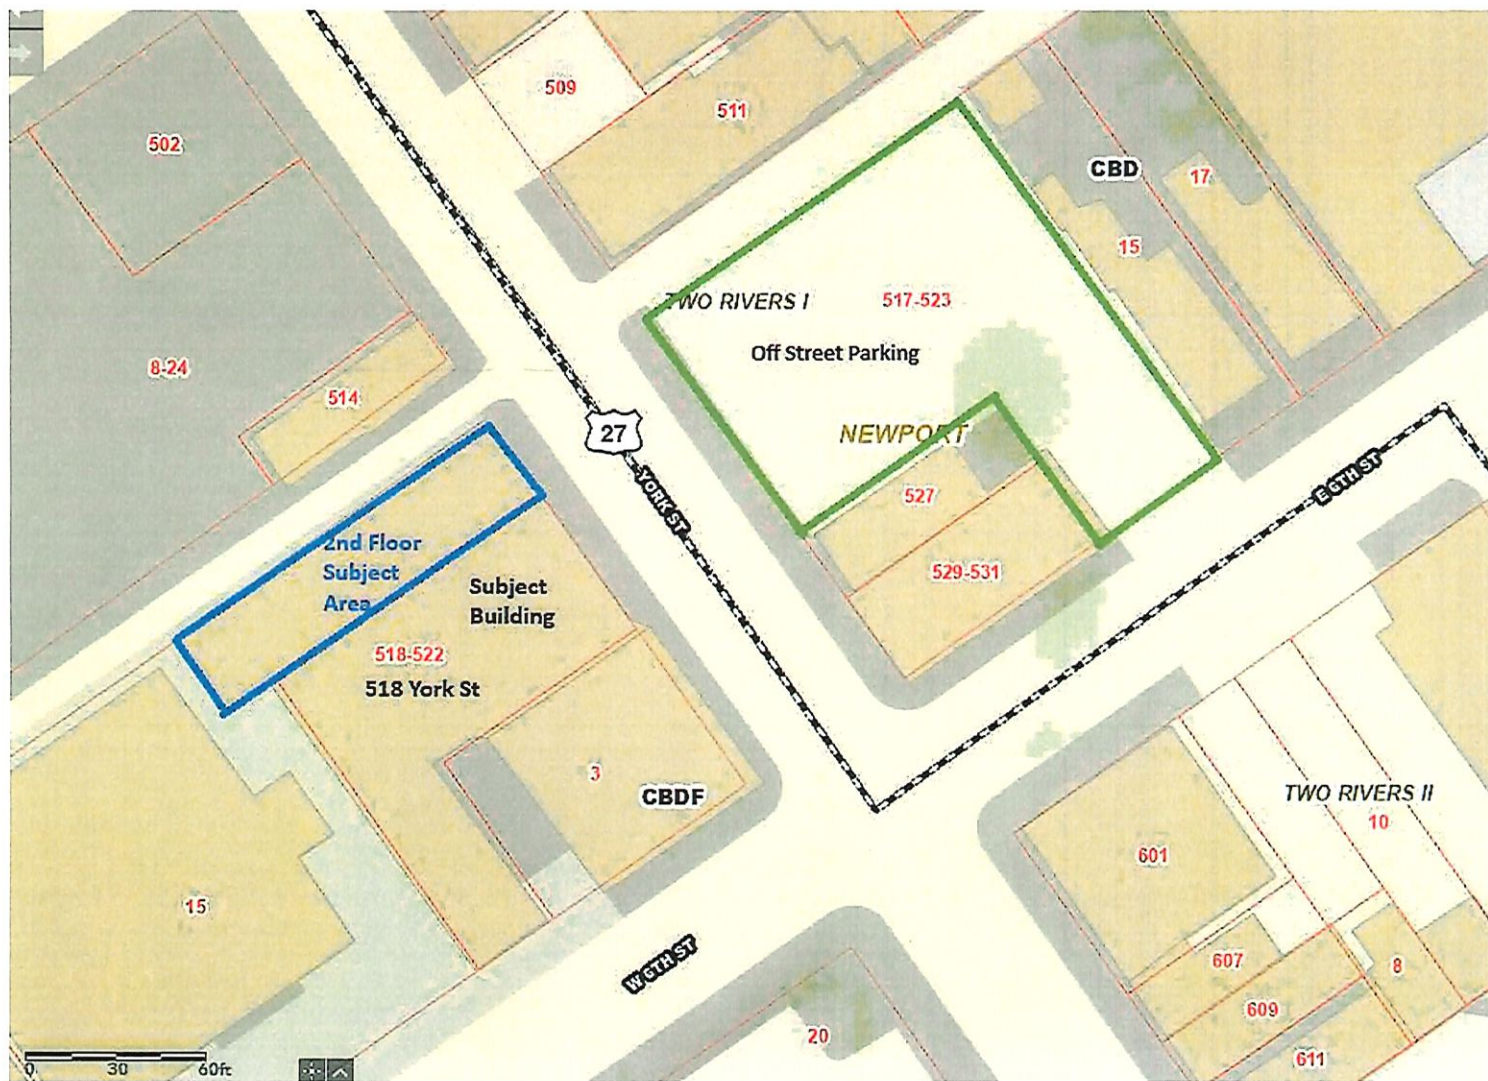 509
511
502
CBD
17
15
TWO RIVERS I
517-523
Off Street Parking
8-24
514
27
NEWPORT
YORK ST
E 6TH ST
527
2nd Floor
Subject
Area
Subject
Building
529-531
518-522
518 York St
3
CBDF
TWO RIVERS II
10
601
15
W 6TH ST
607
8
609
20
611
0 30 60ft